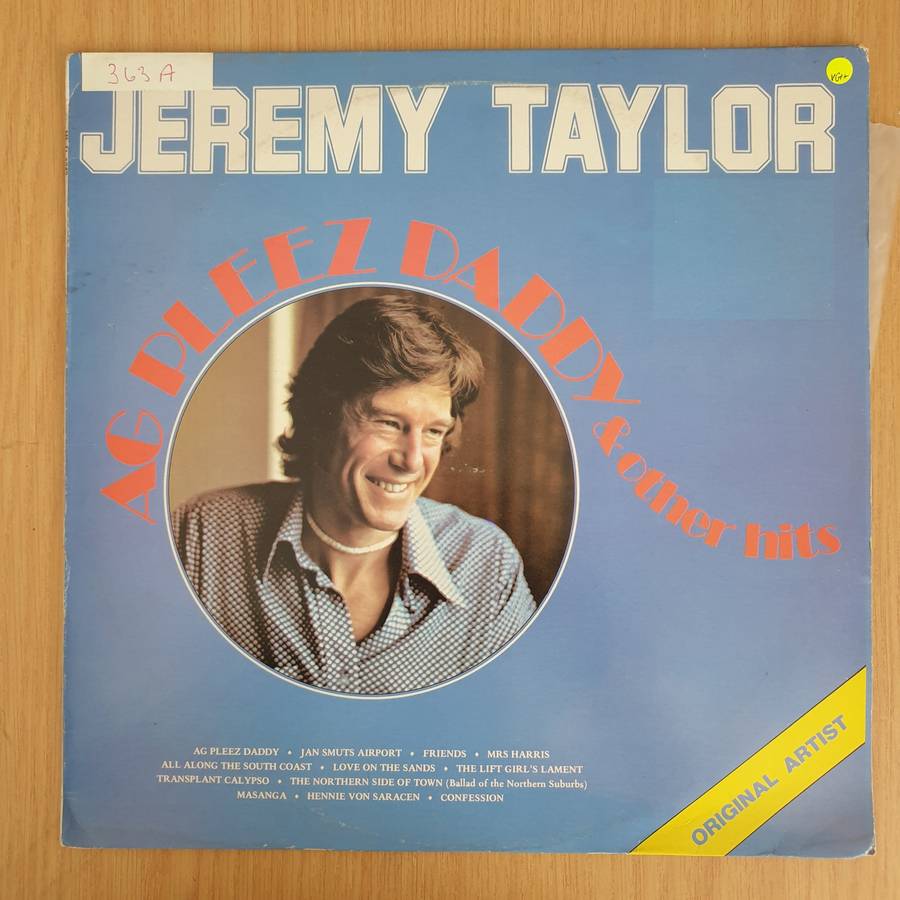 363 A
VG++
JEREMY TAYLOR
AG PLEEZ DADDY & other hits
AG PLEEZ DADDY • JAN SMUTS AIRPORT • FRIENDS • MRS HARRIS
ALL ALONG THE SOUTH COAST • LOVE ON THE SANDS • THE LIFT GIRL'S LAMENT
TRANSPLANT CALYPSO • THE NORTHERN SIDE OF TOWN (Ballad of the Northern Suburbs)
MASANGA • HENNIE VON SARACEN • CONFESSION
ORIGINAL ARTIST